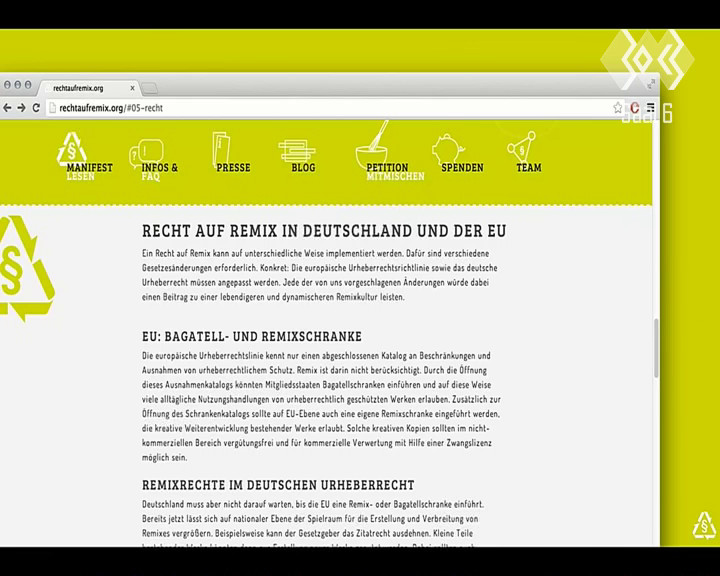 rechtaufremix.org
rechtaufremix.org/#05-recht
MANIFEST
LESEN
INFOS &
FAQ
PRESSE
BLOG
PETITION
MITMISCHEN
SPENDEN
TEAM
RECHT AUF REMIX IN DEUTSCHLAND UND DER EU
Ein Recht auf Remix kann auf unterschiedliche Weise implementiert werden. Dafür sind verschiedene
Gesetzesänderungen erforderlich. Konkret: Die europäische Urheberrechtsrichtlinie sowie das deutsche
Urheberrecht müssen angepasst werden. Jede der von uns vorgeschlagenen Änderungen würde dabei
einen Beitrag zu einer lebendigeren und dynamischeren Remixkultur leisten.
EU: BAGATELL- UND REMIXSCHRANKE
Die europäische Urheberrechtslinie kennt nur einen abgeschlossenen Katalog an Beschränkungen und
Ausnahmen von urheberrechtlichem Schutz. Remix ist darin nicht berücksichtigt. Durch die Öffnung
dieses Ausnahmenkatalogs könnten Mitgliedsstaaten Bagatellschranken einführen und auf diese Weise
viele alltägliche Nutzungshandlungen von urheberrechtlich geschützten Werken erlauben. Zusätzlich zur
Öffnung des Schrankenkatalogs sollte auf EU-Ebene auch eine eigene Remixschranke eingeführt werden,
die kreative Weiterentwicklung bestehender Werke erlaubt. Solche kreativen Kopien sollten im nicht-
kommerziellen Bereich vergütungsfrei und für kommerzielle Verwertung mit Hilfe einer Zwangslizenz
möglich sein.
REMIXRECHTE IM DEUTSCHEN URHEBERRECHT
Deutschland muss aber nicht darauf warten, bis die EU eine Remix- oder Bagatellschranke einführt.
Bereits jetzt lässt sich auf nationaler Ebene der Spielraum für die Erstellung und Verbreitung von
Remixes vergrößern. Beispielsweise kann der Gesetzgeber das Zitatrecht ausdehnen. Kleine Teile